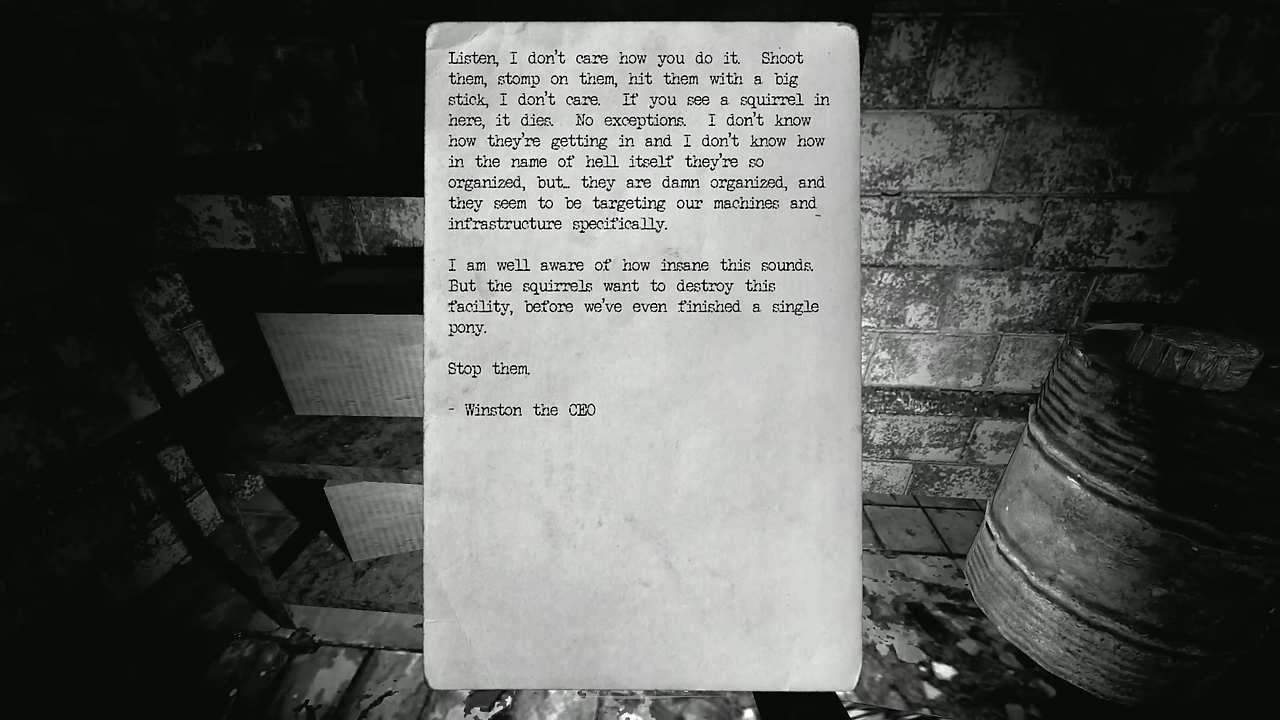 Listen, I don't care how you do it.  Shoot
them, stomp on them, hit them with a big
stick, I don't care.  If you see a squirrel in
here, it dies.  No exceptions.  I don't know
how they're getting in and I don't know how
in the name of hell itself they're so
organized, but… they are damn organized, and
they seem to be targeting our machines and
infrastructure specifically.
I am well aware of how insane this sounds.
But the squirrels want to destroy this
facility, before we've even finished a single
pony.
Stop them.
- Winston the CEO